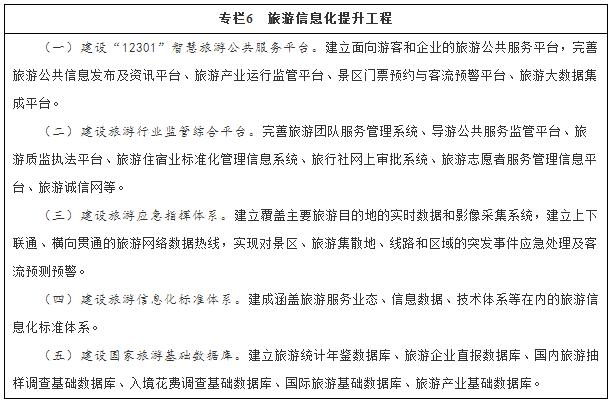 专栏6 旅游信息化提升工程
（一）建设“12301”智慧旅游公共服务平台。建立面向游客和企业的旅游公共服务平台，完善
旅游公共信息发布及资讯平台、旅游产业运行监管平台、景区门票预约与客流预警平台、旅游大数据集
成平台。
（二）建设旅游行业监管综合平台。完善旅游团队服务管理系统、导游公共服务监管平台、旅
游质监执法平台、旅游住宿业标准化管理信息系统、旅行社网上审批系统、旅游志愿者服务管理信息平
台、旅游诚信网等。
（三）建设旅游应急指挥体系。建立覆盖主要旅游目的地的实时数据和影像采集系统，建立上下
联通、横向贯通的旅游网络数据热线，实现对景区、旅游集散地、线路和区域的突发事件应急处理及客
流预测预警。
（四）建设旅游信息化标准体系。建成涵盖旅游服务业态、信息数据、技术体系等在内的旅游信
息化标准体系。
（五）建设国家旅游基础数据库。建立旅游统计年鉴数据库、旅游企业直报数据库、国内旅游抽
样调查基础数据库、入境花费调查基础数据库、国际旅游基础数据库、旅游产业基础数据库。